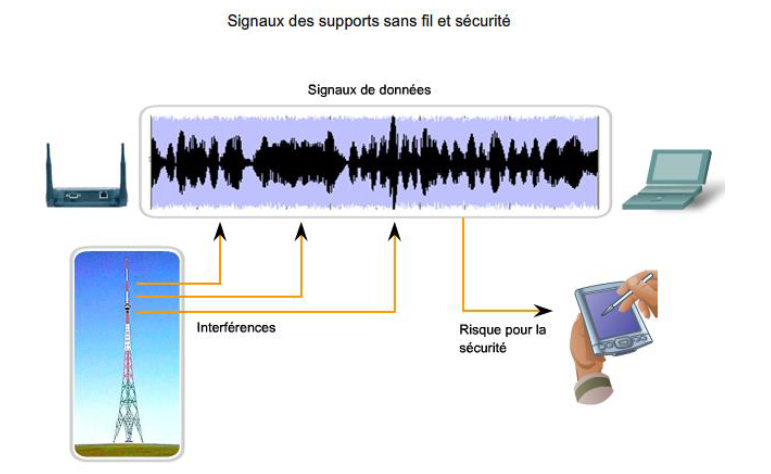 Signaux des supports sans fil et sécurité
Signaux de données
Interférences
Risque pour la
sécurité